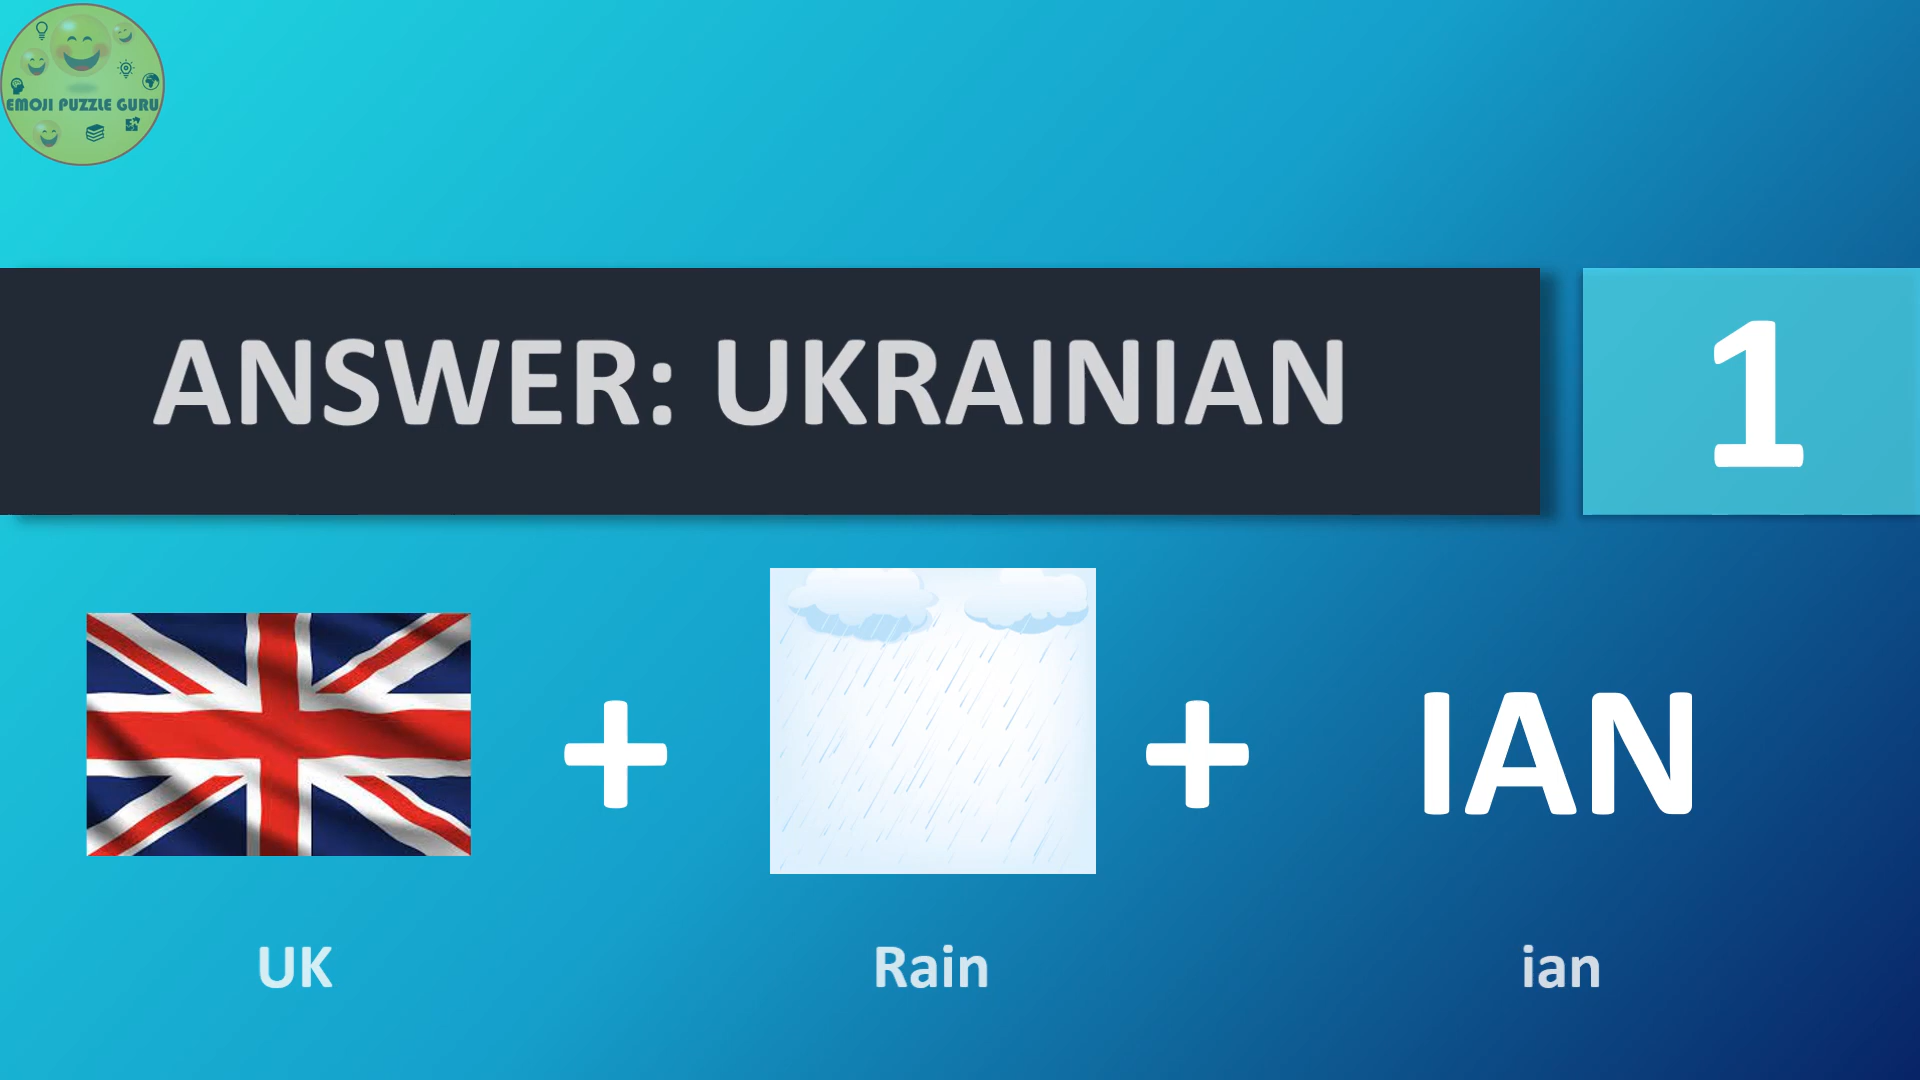 EMOJI PUZZLE GURU
ANSWER: UKRAINIAN
1
+ + IAN
UK Rain ian